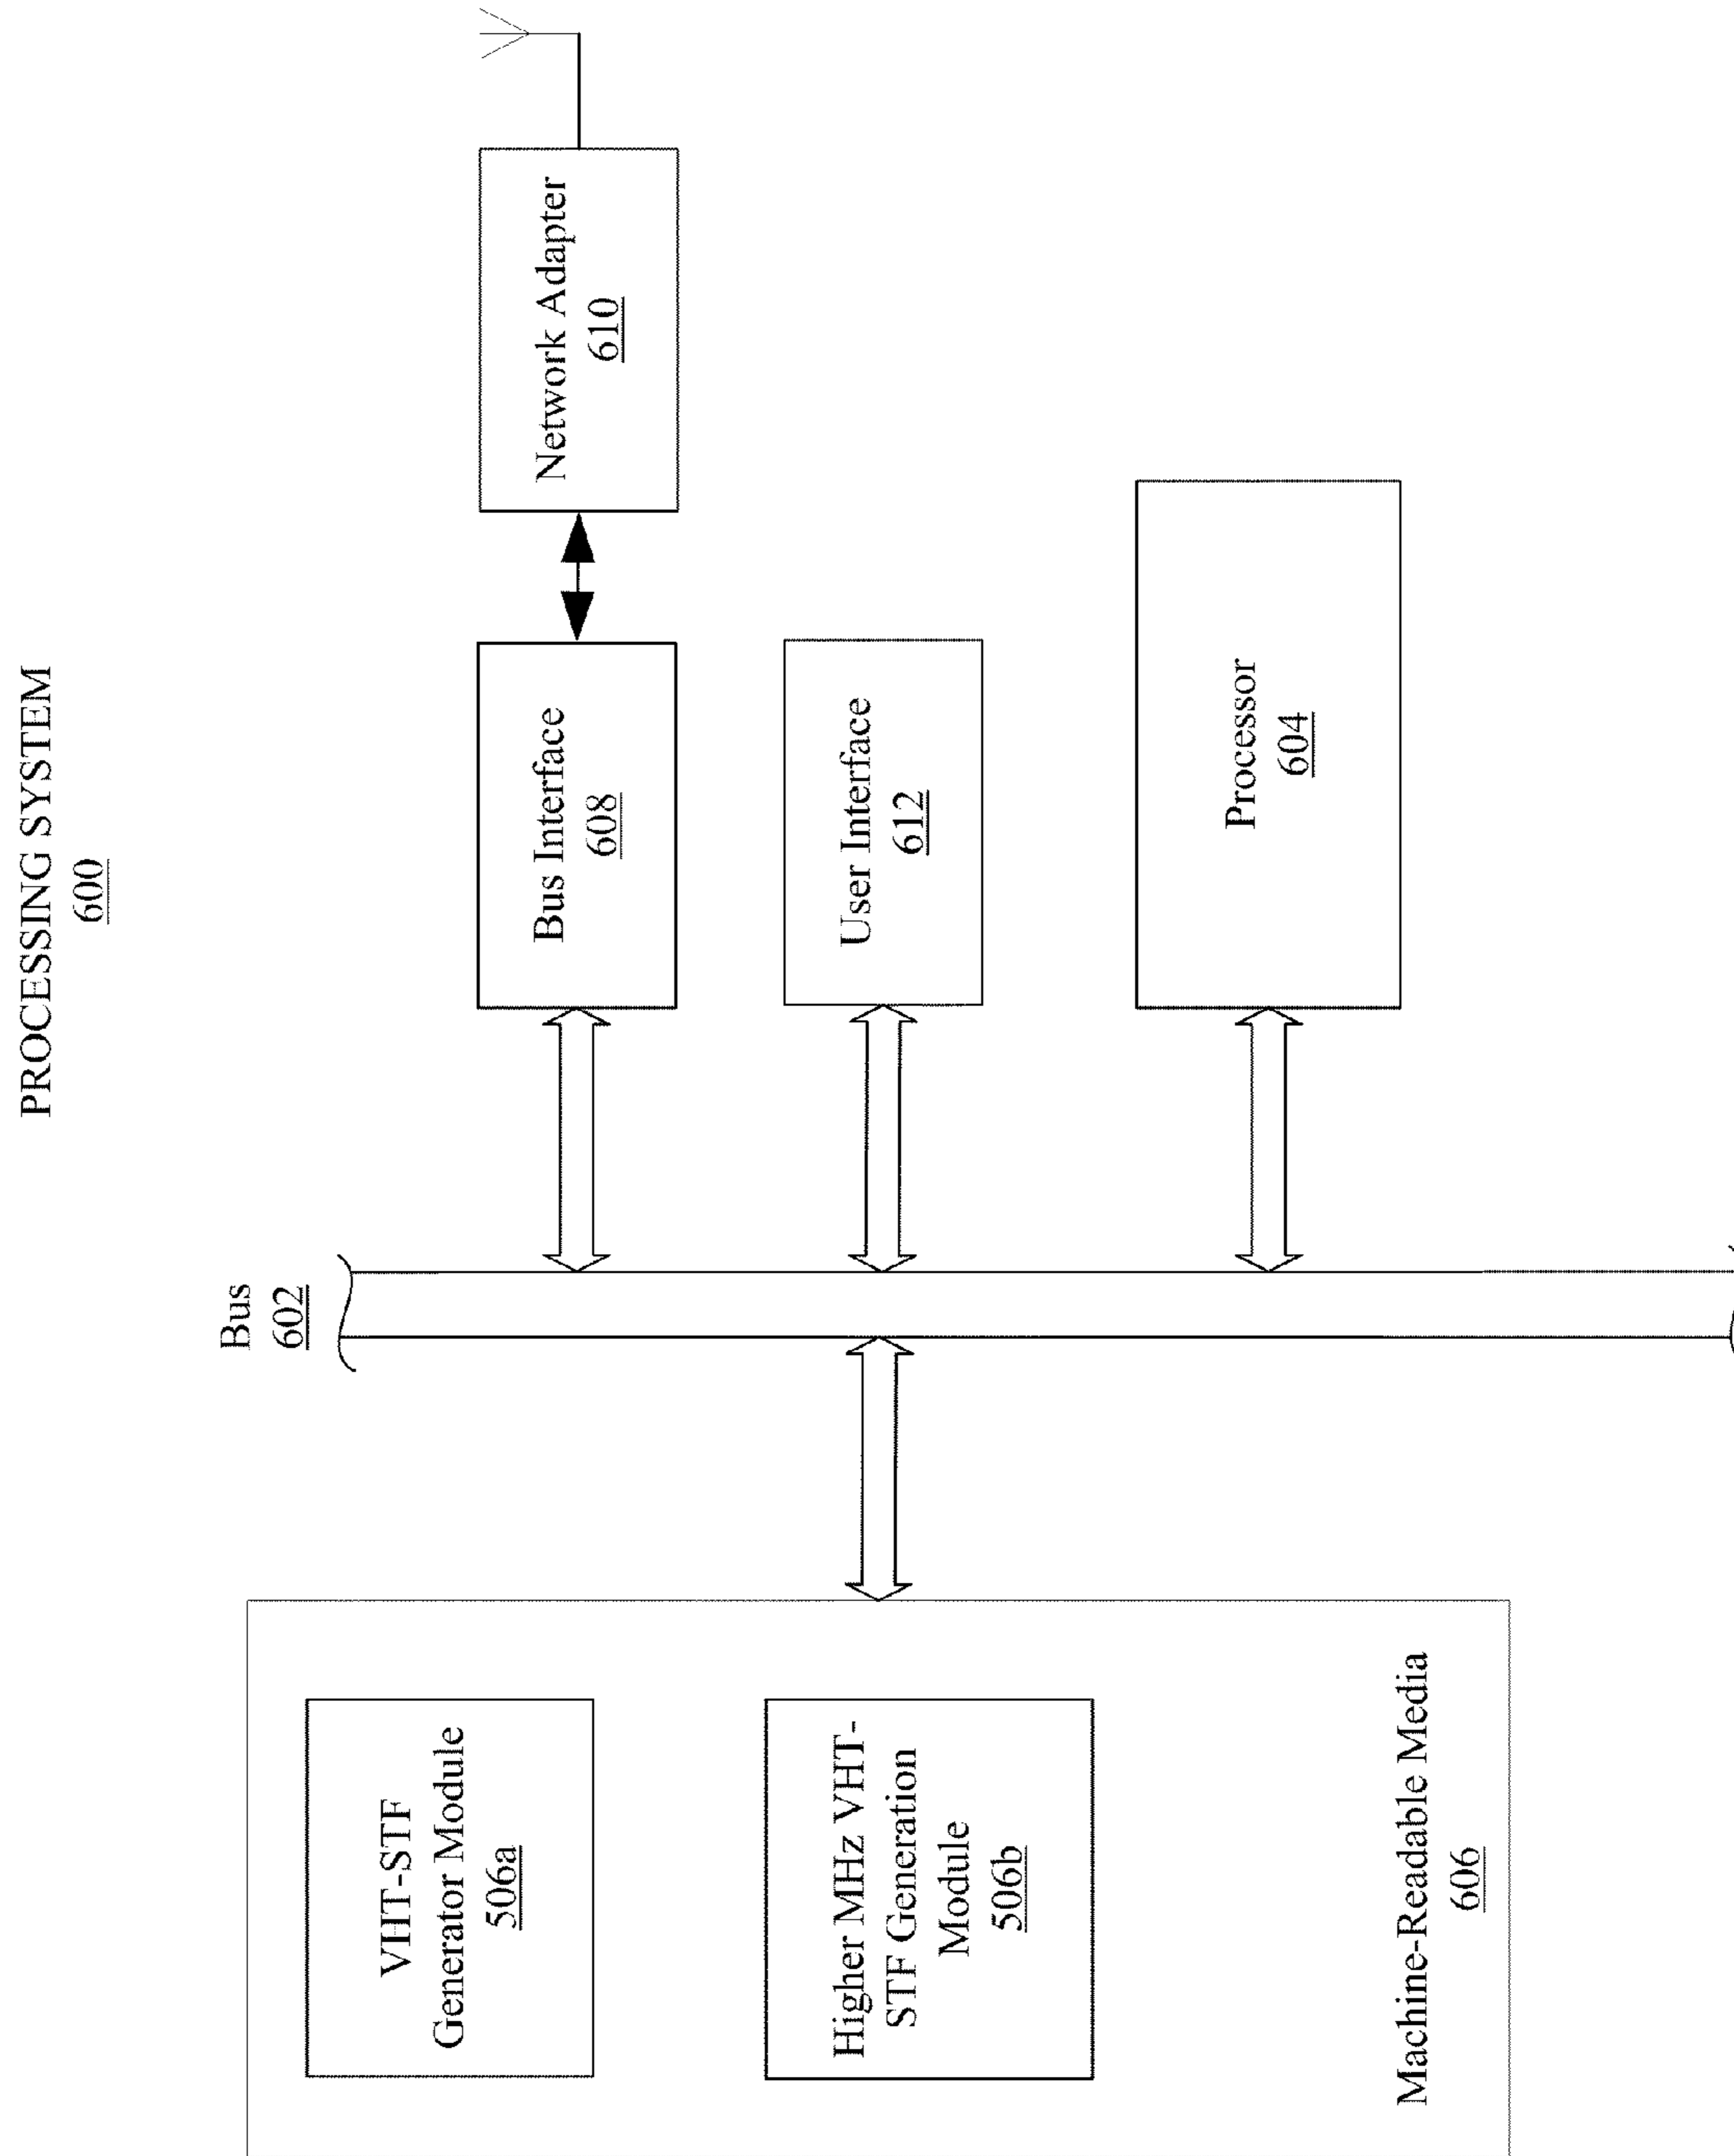 PROCESSING SYSTEM
600
Network Adapter
610
Bus Interface
608
User Interface
612
Processor
604
Bus
602
VHT-STF
Generator Module
506a
Higher MHz VHT-
STF Generation
Module
506b
Machine-Readable Media
606